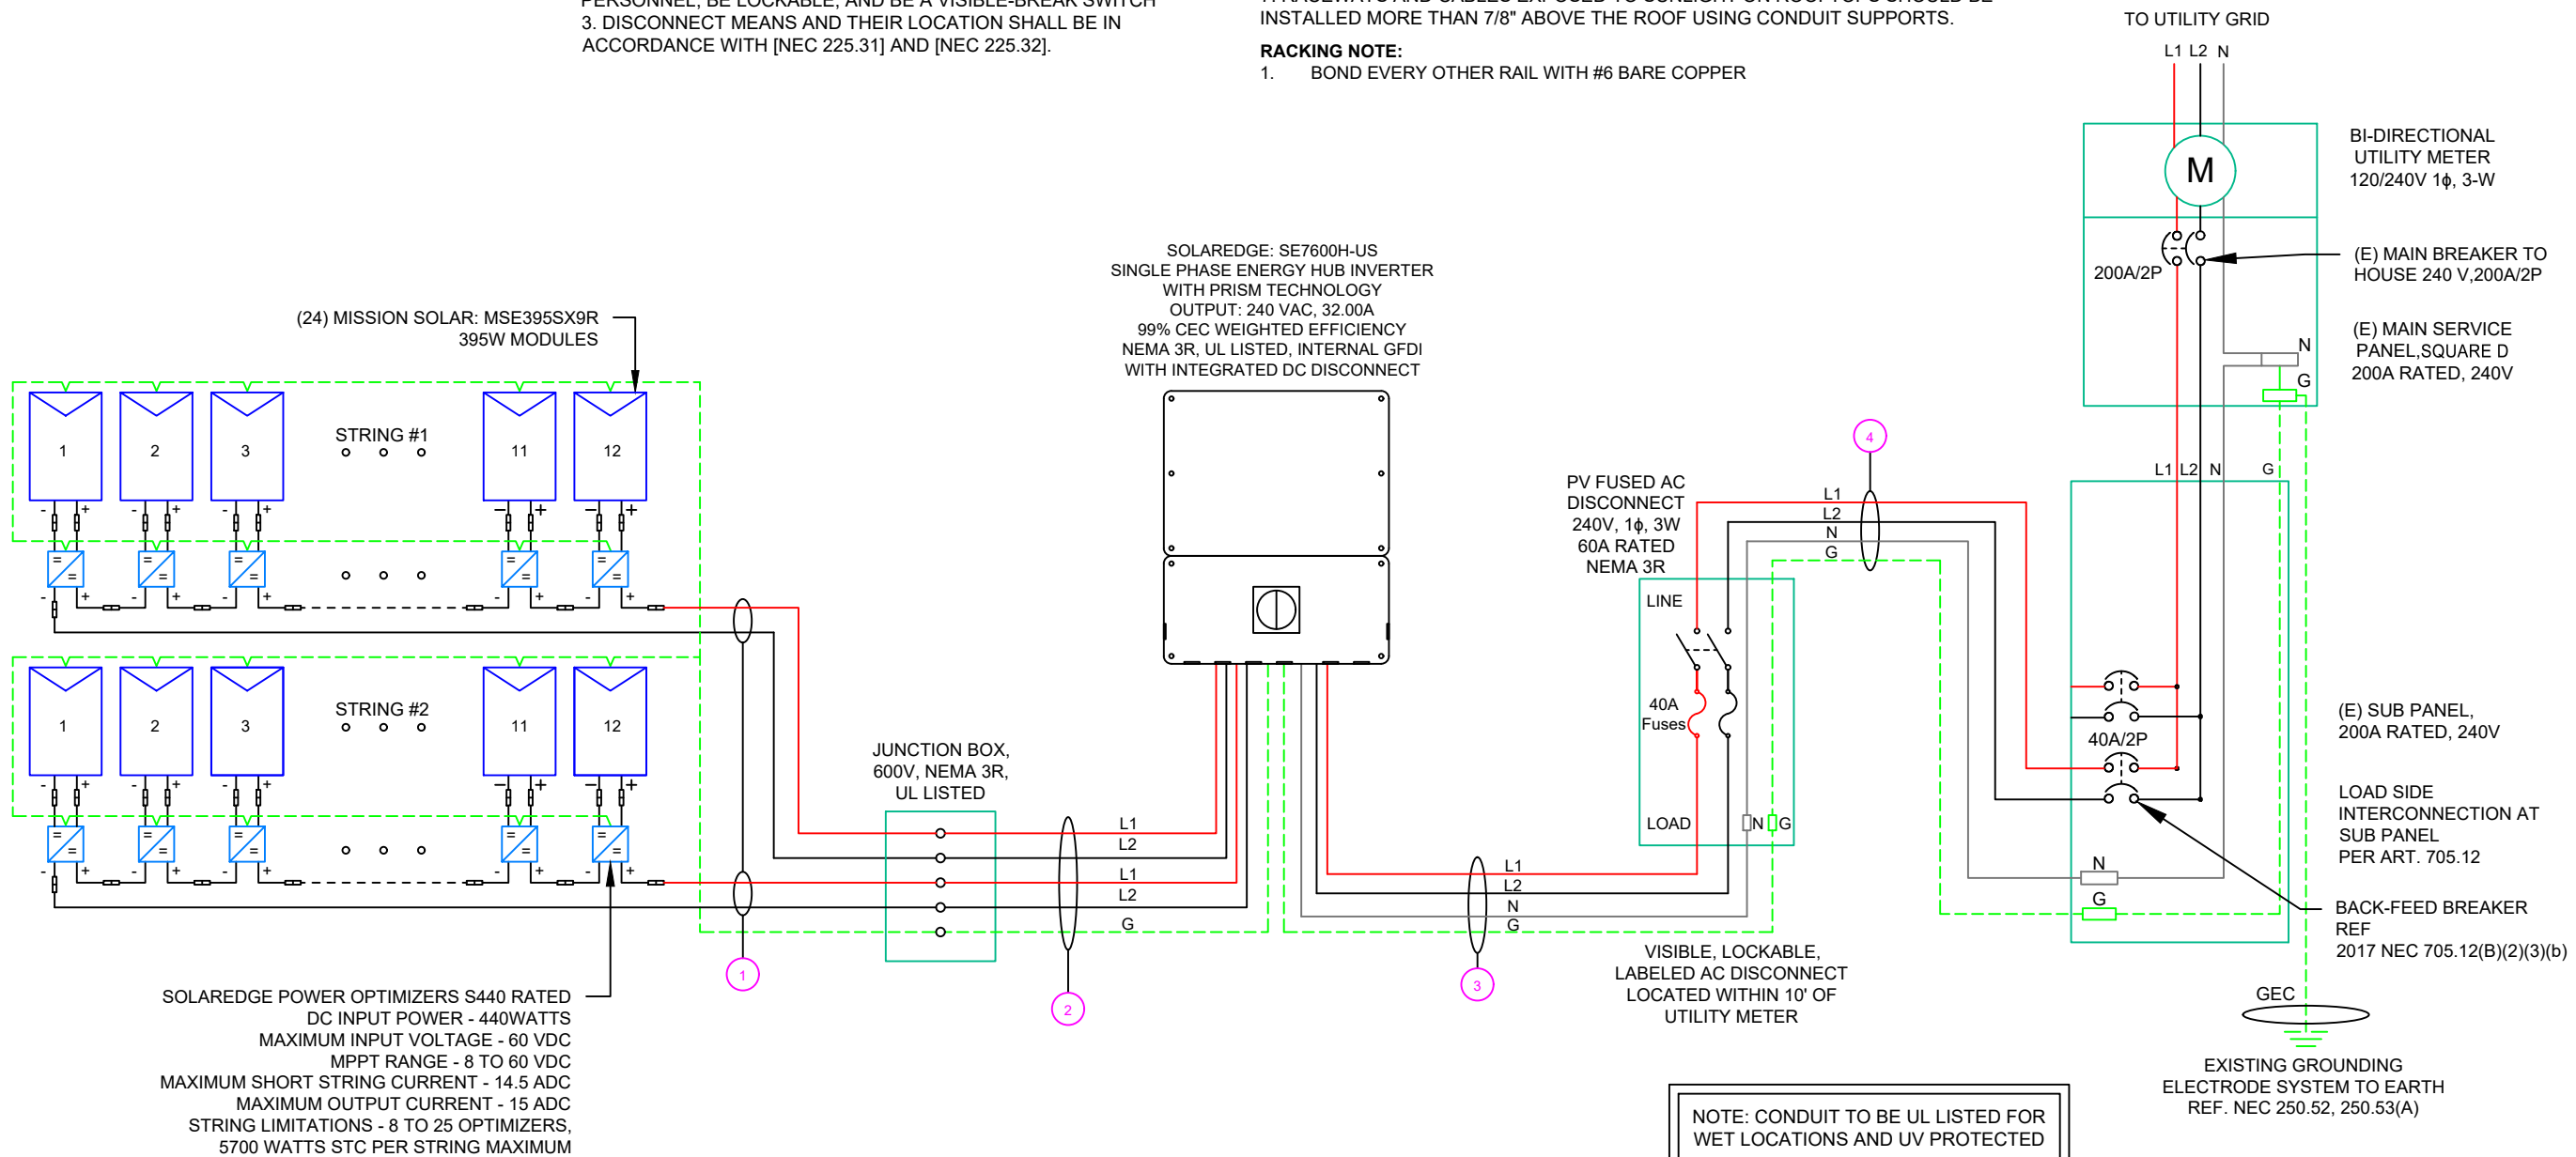 PERSONNEL, BE LOCKABLE, AND BE A VISIBLE-BREAK SWITCH
3. DISCONNECT MEANS AND THEIR LOCATION SHALL BE IN
ACCORDANCE WITH [NEC 225.31] AND [NEC 225.32].
1. RACEWAYS AND CABLES EXPOSED TO SUNLIGHT ON ROOFTOPS SHOULD BE
INSTALLED MORE THAN 7/8" ABOVE THE ROOF USING CONDUIT SUPPORTS.
RACKING NOTE:
1. BOND EVERY OTHER RAIL WITH #6 BARE COPPER
TO UTILITY GRID
L1 L2 N
M
BI-DIRECTIONAL
UTILITY METER
120/240V 1ϕ, 3-W
200A/2P
(E) MAIN BREAKER TO
HOUSE 240 V,200A/2P
(E) MAIN SERVICE
PANEL,SQUARE D
200A RATED, 240V
N
G
SOLAREDGE: SE7600H-US
SINGLE PHASE ENERGY HUB INVERTER
WITH PRISM TECHNOLOGY
OUTPUT: 240 VAC, 32.00A
99% CEC WEIGHTED EFFICIENCY
NEMA 3R, UL LISTED, INTERNAL GFDI
WITH INTEGRATED DC DISCONNECT
(24) MISSION SOLAR: MSE395SX9R
395W MODULES
1 2 3 STRING #1 11 12
- + - + - + - + - +
= = = = = = = = = =
- + - + - + - + - +
1 2 3 STRING #2 11 12
- + - + - + - + - +
= = = = = = = = = =
- + - + - + - + - +
1
SOLAREDGE POWER OPTIMIZERS S440 RATED
DC INPUT POWER - 440WATTS
MAXIMUM INPUT VOLTAGE - 60 VDC
MPPT RANGE - 8 TO 60 VDC
MAXIMUM SHORT STRING CURRENT - 14.5 ADC
MAXIMUM OUTPUT CURRENT - 15 ADC
STRING LIMITATIONS - 8 TO 25 OPTIMIZERS,
5700 WATTS STC PER STRING MAXIMUM
JUNCTION BOX,
600V, NEMA 3R,
UL LISTED
L1
L2
L1
L2
G
2
L1
L2
N
G
3
PV FUSED AC
DISCONNECT
240V, 1ϕ, 3W
60A RATED
NEMA 3R
LINE
40A
Fuses
LOAD
N G
VISIBLE, LOCKABLE,
LABELED AC DISCONNECT
LOCATED WITHIN 10' OF
UTILITY METER
4
L1
L2
N
G
L1 L2 N G
40A/2P
N
G
(E) SUB PANEL,
200A RATED, 240V
LOAD SIDE
INTERCONNECTION AT
SUB PANEL
PER ART. 705.12
BACK-FEED BREAKER
REF
2017 NEC 705.12(B)(2)(3)(b)
GEC
EXISTING GROUNDING
ELECTRODE SYSTEM TO EARTH
REF. NEC 250.52, 250.53(A)
NOTE: CONDUIT TO BE UL LISTED FOR
WET LOCATIONS AND UV PROTECTED